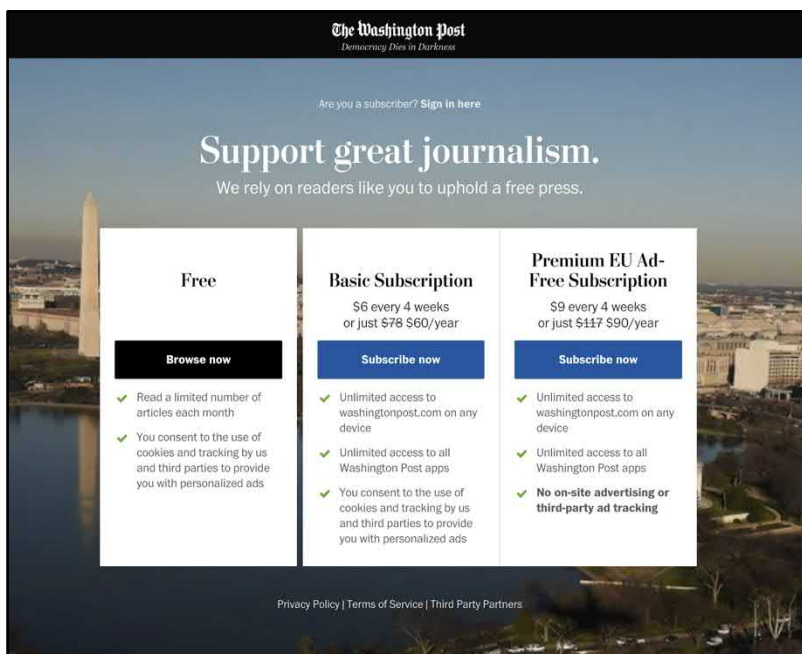 The Washington Post
Democracy Dies in Darkness
Are you a subscriber? Sign in here
Support great journalism.
We rely on readers like you to uphold a free press.
Free
Browse now
Read a limited number of
articles each month
You consent to the use of
cookies and tracking by us
and third parties to provide
you with personalized ads
Basic Subscription
$6 every 4 weeks
or just $78 $60/year
Subscribe now
Unlimited access to
washingtonpost.com on any
device
Unlimited access to all
Washington Post apps
You consent to the use of
cookies and tracking by us
and third parties to provide
you with personalized ads
Premium EU Ad-
Free Subscription
$9 every 4 weeks
or just $117 $90/year
Subscribe now
Unlimited access to
washingtonpost.com on any
device
Unlimited access to all
Washington Post apps
No on-site advertising or
third-party ad tracking
Privacy Policy | Terms of Service | Third Party Partners